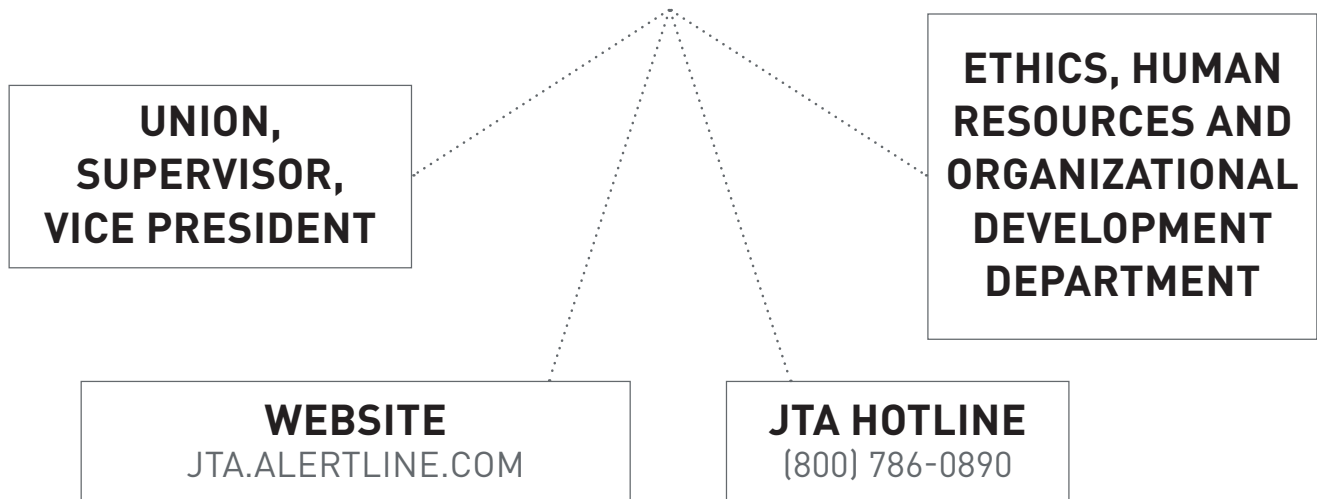 UNION,
SUPERVISOR,
VICE PRESIDENT
ETHICS, HUMAN
RESOURCES AND
ORGANIZATIONAL
DEVELOPMENT
DEPARTMENT
WEBSITE
JTA.ALERTLINE.COM
JTA HOTLINE
(800) 786-0890